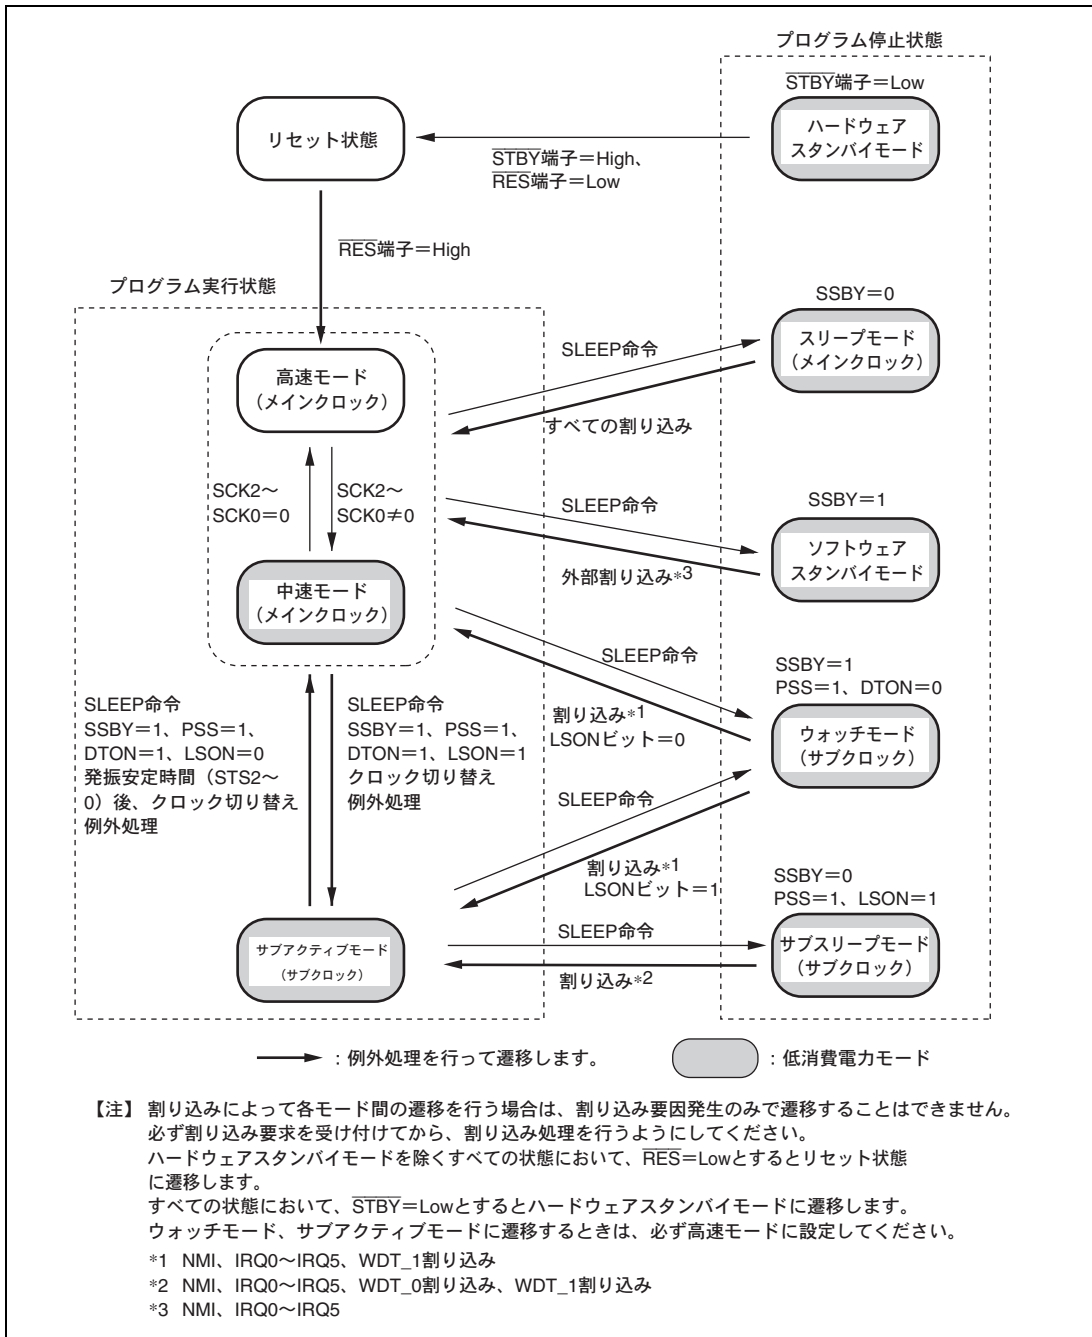 プログラム停止状態
STBY端子＝Low
ハードウェア
スタンバイモード
リセット状態
STBY端子＝High、
RES端子＝Low
RES端子＝High
プログラム実行状態
SSBY＝0
スリープモード
（メインクロック）
SLEEP命令
すべての割り込み
高速モード
（メインクロック）
SCK2〜
SCK0＝0
SCK2〜
SCK0≠0
中速モード
（メインクロック）
SLEEP命令
外部割り込み*3
SSBY＝1
ソフトウェア
スタンバイモード
SLEEP命令
割り込み*1
LSONビット＝0
SSBY＝1
PSS＝1、DTON＝0
ウォッチモード
（サブクロック）
SLEEP命令
SSBY＝1、PSS＝1、
DTON＝1、LSON＝0
発振安定時間（STS2〜
0）後、クロック切り替え
例外処理
SLEEP命令
SSBY＝1、PSS＝1、
DTON＝1、LSON＝1
クロック切り替え
例外処理
SLEEP命令
割り込み*1
LSONビット＝1
SSBY＝0
PSS＝1、LSON＝1
サブスリープモード
（サブクロック）
SLEEP命令
割り込み*2
サブアクティブモード
（サブクロック）
：例外処理を行って遷移します。
：低消費電力モード
【注】 割り込みによって各モード間の遷移を行う場合は、割り込み要因発生のみで遷移することはできません。
必ず割り込み要求を受け付けてから、割り込み処理を行うようにしてください。
ハードウェアスタンバイモードを除くすべての状態において、RES＝Lowとするとリセット状態
に遷移します。
すべての状態において、STBY＝Lowとするとハードウェアスタンバイモードに遷移します。
ウォッチモード、サブアクティブモードに遷移するときは、必ず高速モードに設定してください。
*1 NMI、IRQ0〜IRQ5、WDT_1割り込み
*2 NMI、IRQ0〜IRQ5、WDT_0割り込み、WDT_1割り込み
*3 NMI、IRQ0〜IRQ5